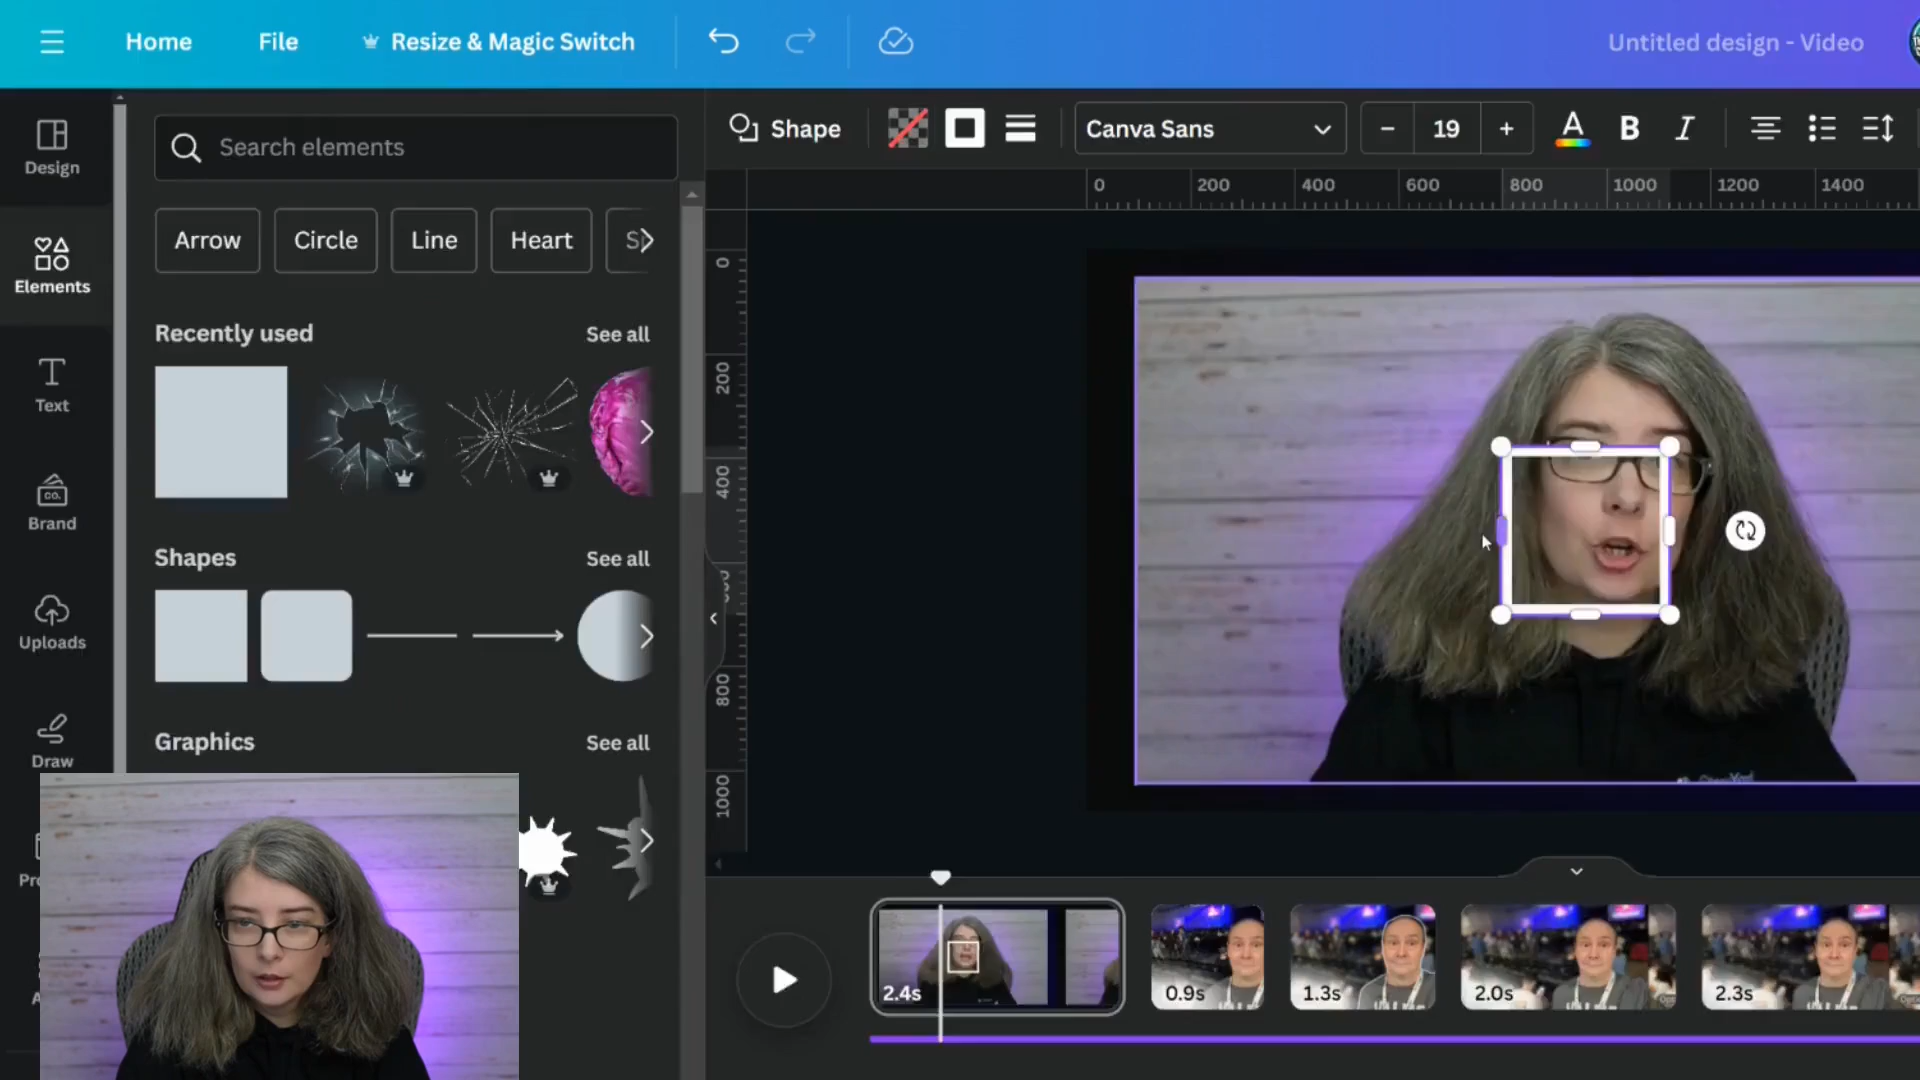 Home File Resize & Magic Switch Untitled design - Video
Design
Elements
Text
Brand
CO.
Uploads
Draw
Search elements
Arrow Circle Line Heart
Recently used See all
Shapes See all
Graphics See all
Shape Canva Sans - 19 + A B I
0 200 400 600 800 1000 1200 1400
0
200
400
800
1000
2.4s 0.9s 1.3s 2.0s 2.3s